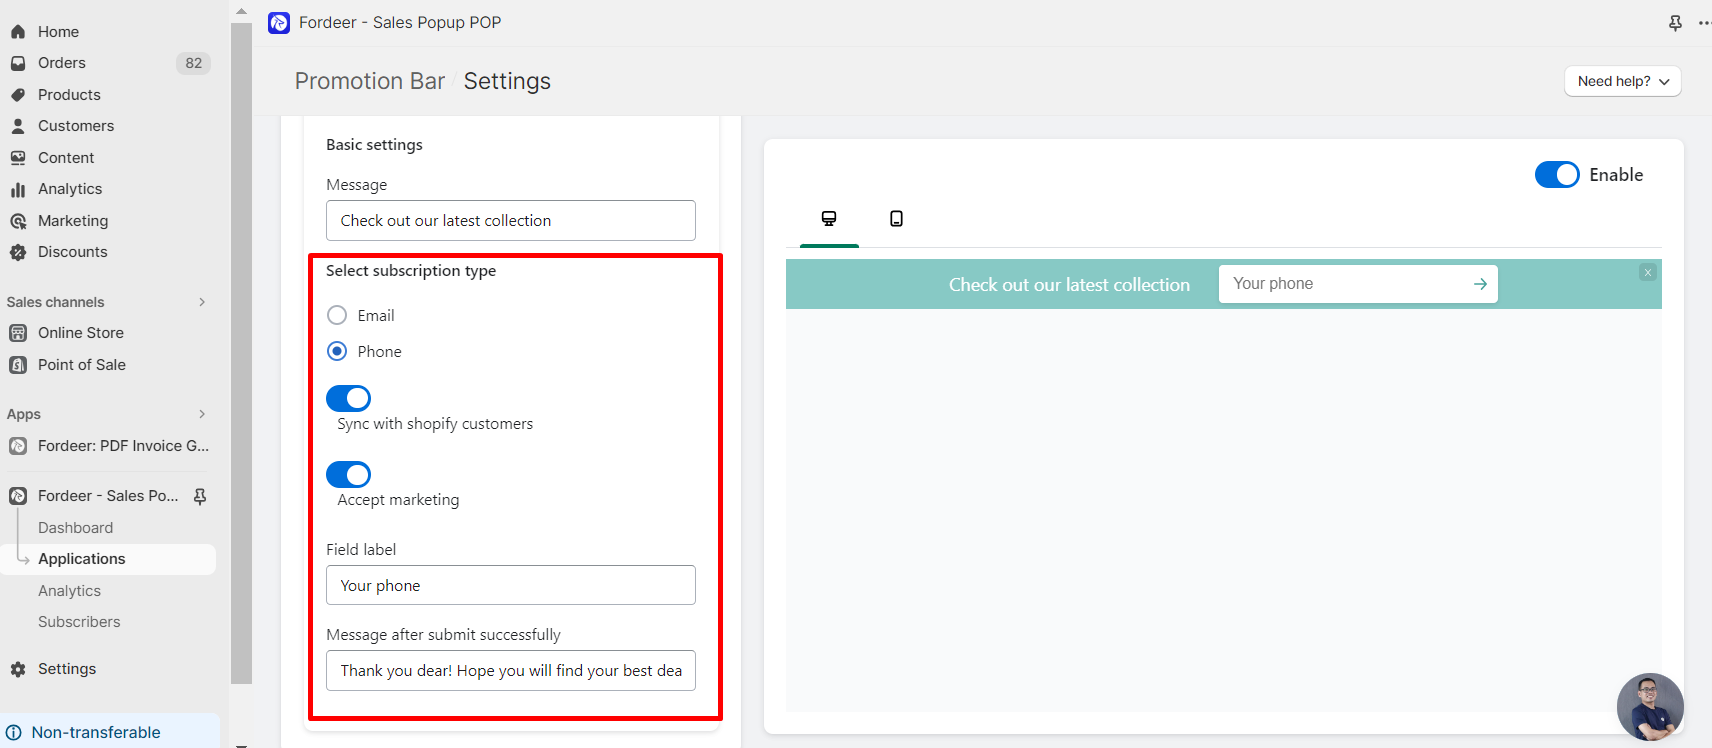 Home
Orders 82
Products
Customers
Content
Analytics
Marketing
Discounts
Sales channels
Online Store
Point of Sale
Apps
Fordeer: PDF Invoice G...
Fordeer - Sales Po...
Dashboard
Applications
Analytics
Subscribers
Settings
Non-transferable
Fordeer - Sales Popup POP
Promotion Bar / Settings
Need help?
Basic settings
Message
Check out our latest collection
Select subscription type
Email
Phone
Sync with shopify customers
Accept marketing
Field label
Your phone
Message after submit successfully
Thank you dear! Hope you will find your best dea
Enable
Check out our latest collection Your phone